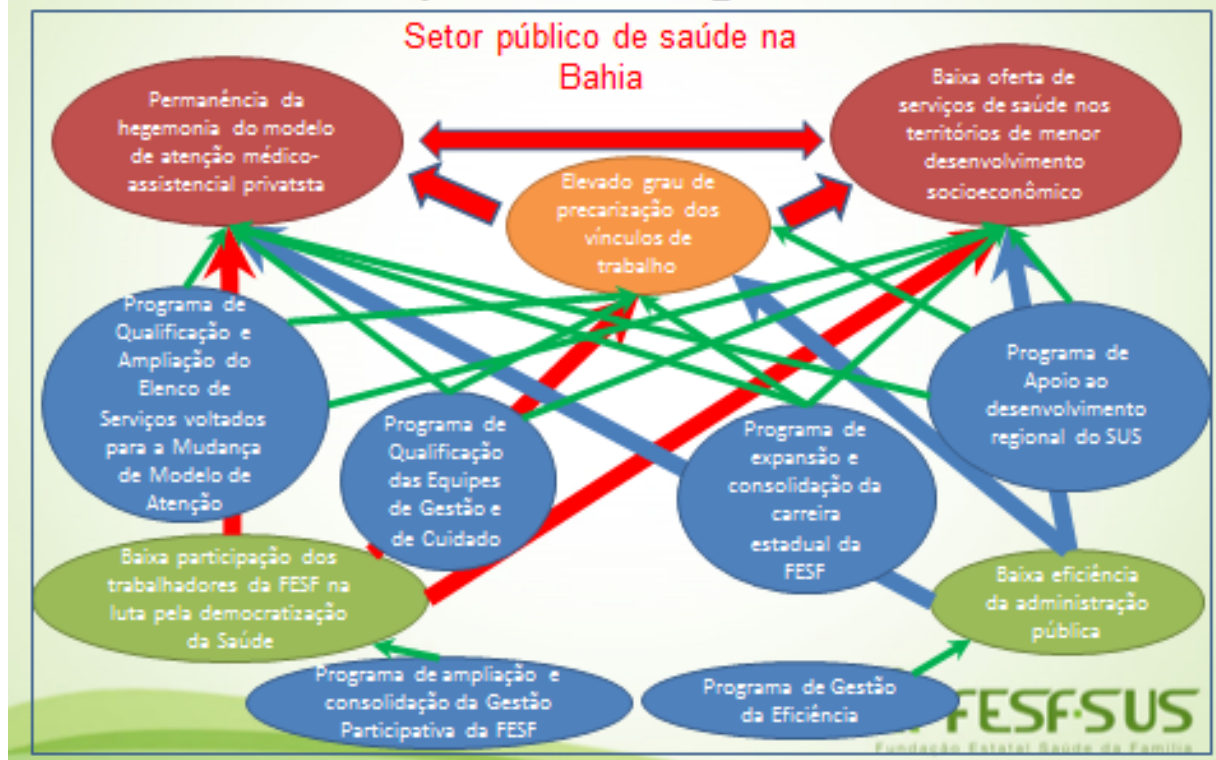 Setor público de saúde na
Bahia
Permanência da
hegemonia do modelo
de atenção médico-
assistencial privatsta
Baixa oferta de
serviços de saúde nos
territórios de menor
desenvolvimento
socioeconômico
Elevado grau de
precarização dos
vínculos de
trabalho
Programa de
Qualificação e
Ampliação do
Elenco de
Serviços voltados
para a Mudança
de Modelo de
Atenção
Programa de
Qualificação
das Equipes
de Gestão e
de Cuidado
Programa de
expansão e
consolidação da
carreira
estadual da
FESF
Programa de
Apoio ao
desenvolvimento
regional do SUS
Baixa participação dos
trabalhadores da FESF na
luta pela democratização
da Saúde
Baixa eficiência
da administração
pública
Programa de ampliação e
consolidação da Gestão
Participativa da FESF
Programa de Gestão
da Eficiência
FESF·SUS
Fundação Estatal Saúde da Família